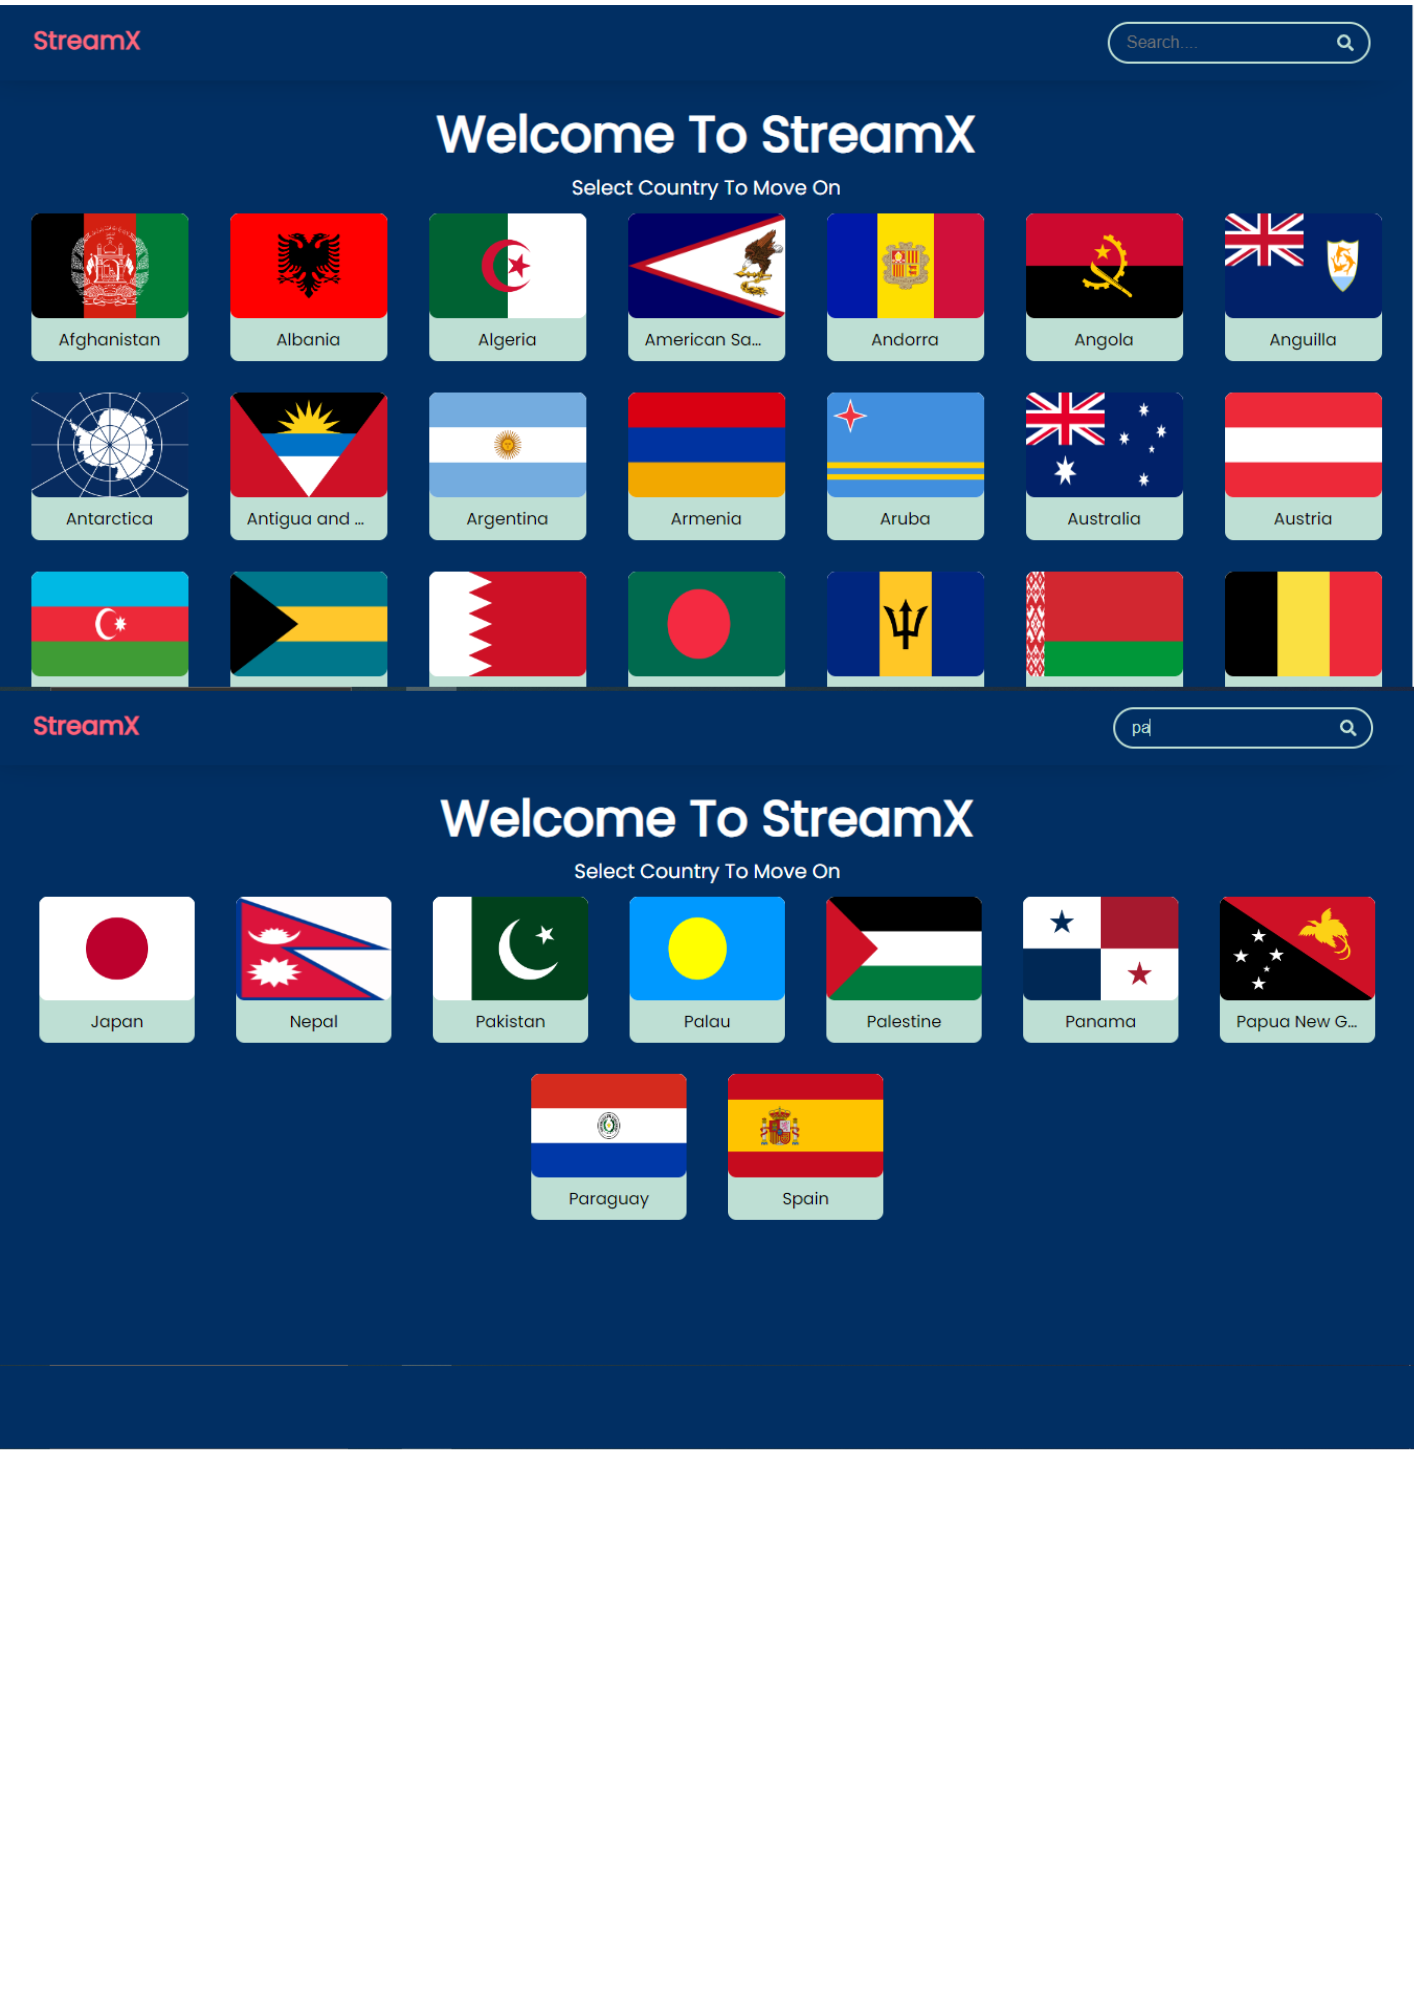 StreamX
Search....
Welcome To StreamX
Select Country To Move On
Afghanistan Albania Algeria American Sa... Andorra Angola Anguilla
Antarctica Antigua and ... Argentina Armenia Aruba Australia Austria
StreamX
pa
Welcome To StreamX
Select Country To Move On
Japan Nepal Pakistan Palau Palestine Panama Papua New G...
Paraguay Spain